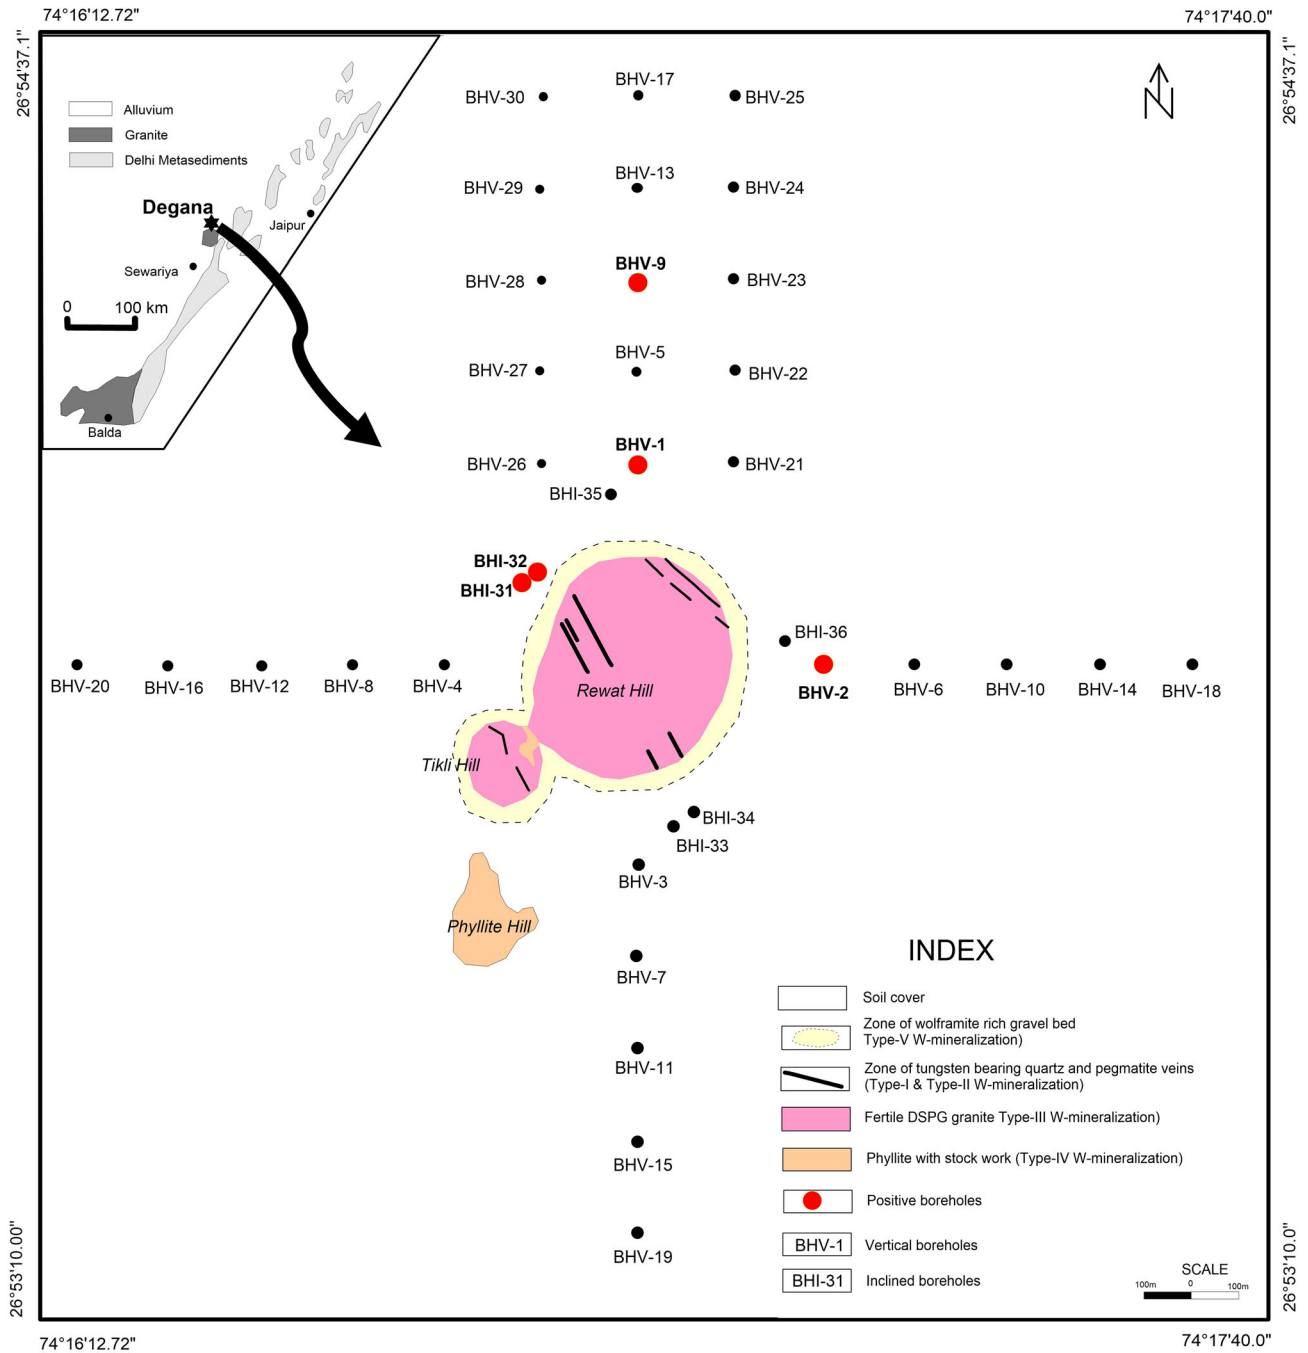 74°16'12.72"
74°17'40.0"
26°54'37.1"
26°54'37.1"
Alluvium
Granite
Delhi Metasediments
Degana
Jaipur
Sewariya
0 100 km
Balda
N
BHV-30
BHV-17
BHV-25
BHV-29
BHV-13
BHV-24
BHV-28
BHV-9
BHV-23
BHV-27
BHV-5
BHV-22
BHV-26
BHV-1
BHV-21
BHI-35
BHI-32
BHI-31
BHI-36
BHV-20
BHV-16
BHV-12
BHV-8
BHV-4
Rewat Hill
BHV-2
BHV-6
BHV-10
BHV-14
BHV-18
Tikli Hill
BHI-34
BHI-33
BHV-3
Phyllite Hill
BHV-7
BHV-11
BHV-15
BHV-19
INDEX
Soil cover
Zone of wolframite rich gravel bed
Type-V W-mineralization)
Zone of tungsten bearing quartz and pegmatite veins
(Type-I & Type-II W-mineralization)
Fertile DSPG granite Type-III W-mineralization)
Phyllite with stock work (Type-IV W-mineralization)
Positive boreholes
BHV-1 Vertical boreholes
BHI-31 Inclined boreholes
SCALE
100m 0 100m
26°53'10.00"
26°53'10.0"
74°16'12.72"
74°17'40.0"